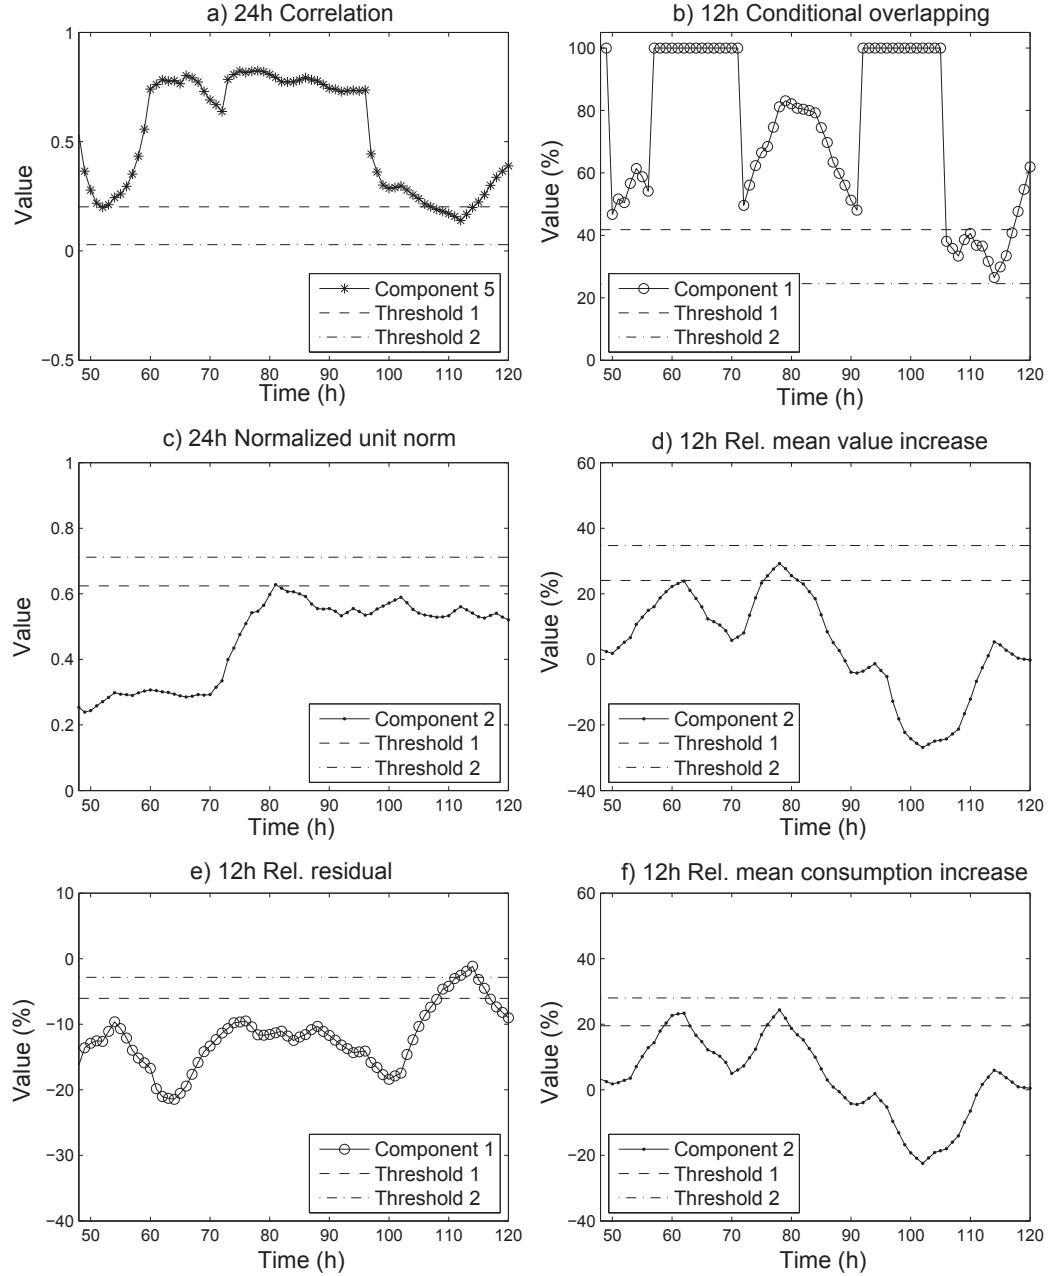 a) 24h Correlation
1
0.5
0
−0.5
Value
50 60 70 80 90 100 110 120
Time (h)
Component 5
Threshold 1
Threshold 2
b) 12h Conditional overlapping
100
80
60
40
20
0
Value (%)
50 60 70 80 90 100 110 120
Time (h)
Component 1
Threshold 1
Threshold 2
c) 24h Normalized unit norm
1
0.8
0.6
0.4
0.2
0
Value
50 60 70 80 90 100 110 120
Time (h)
Component 2
Threshold 1
Threshold 2
d) 12h Rel. mean value increase
60
40
20
0
−20
−40
Value (%)
50 60 70 80 90 100 110 120
Time (h)
Component 2
Threshold 1
Threshold 2
e) 12h Rel. residual
10
0
−10
−20
−30
−40
Value (%)
50 60 70 80 90 100 110 120
Time (h)
Component 1
Threshold 1
Threshold 2
f) 12h Rel. mean consumption increase
60
40
20
0
−20
−40
Value (%)
50 60 70 80 90 100 110 120
Time (h)
Component 2
Threshold 1
Threshold 2